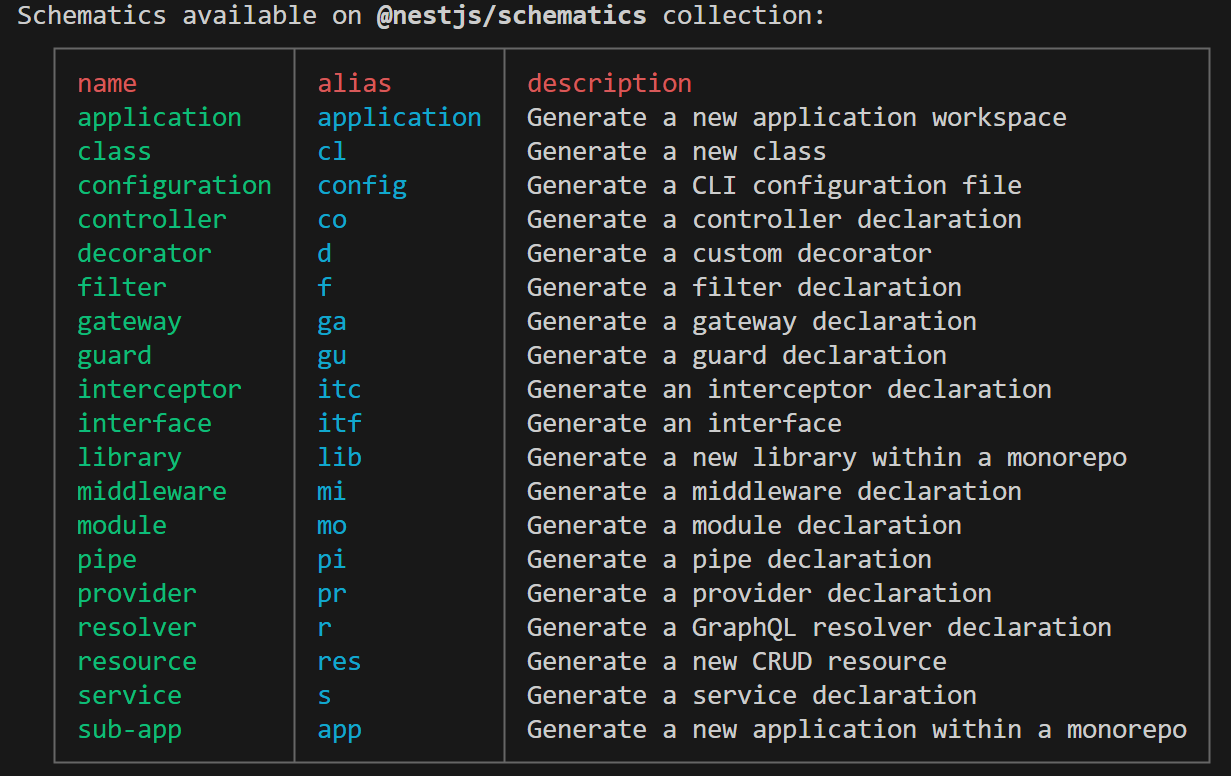 Schematics available on @nestjs/schematics collection:
name alias description
application application Generate a new application workspace
class cl Generate a new class
configuration config Generate a CLI configuration file
controller co Generate a controller declaration
decorator d Generate a custom decorator
filter f Generate a filter declaration
gateway ga Generate a gateway declaration
guard gu Generate a guard declaration
interceptor itc Generate an interceptor declaration
interface itf Generate an interface
library lib Generate a new library within a monorepo
middleware mi Generate a middleware declaration
module mo Generate a module declaration
pipe pi Generate a pipe declaration
provider pr Generate a provider declaration
resolver r Generate a GraphQL resolver declaration
resource res Generate a new CRUD resource
service s Generate a service declaration
sub-app app Generate a new application within a monorepo